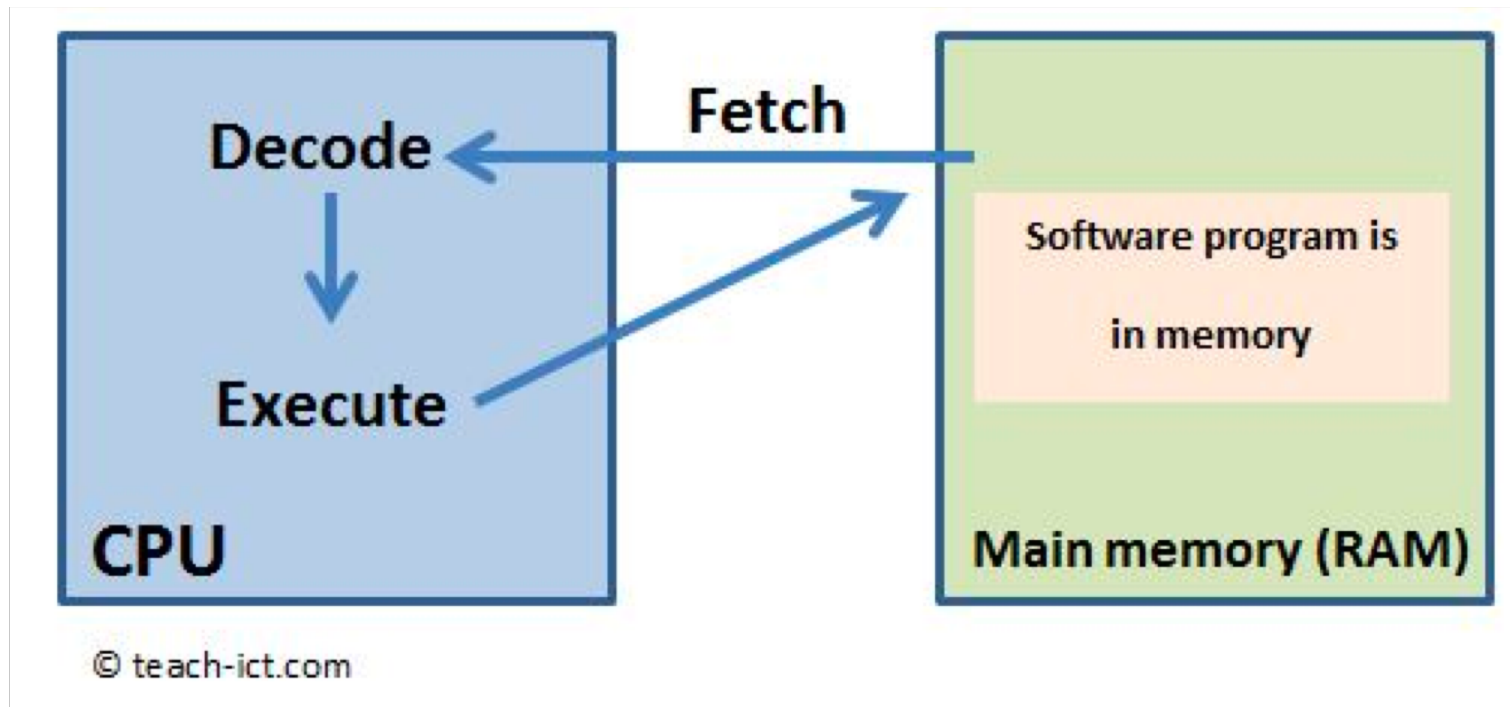 Fetch
Decode
Software program is
in memory
Execute
CPU
Main memory (RAM)
© teach-ict.com